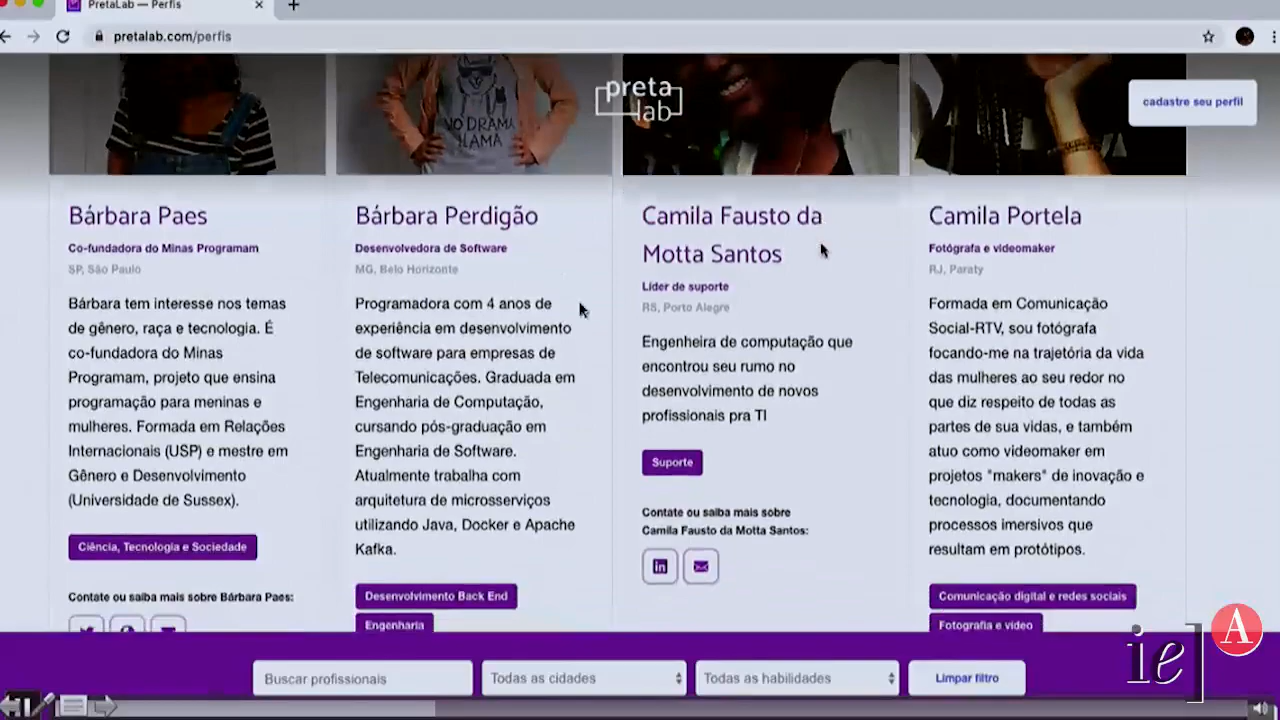 PretaLab — Perfis
pretalab.com/perfis
preta
lab
cadastre seu perfil
NO DRAMA
LLAMA
Bárbara Paes
Co-fundadora do Minas Programam
SP, São Paulo
Bárbara tem interesse nos temas
de gênero, raça e tecnologia. É
co-fundadora do Minas
Programam, projeto que ensina
programação para meninas e
mulheres. Formada em Relações
Internacionais (USP) e mestre em
Gênero e Desenvolvimento
(Universidade de Sussex).
Ciência, Tecnologia e Sociedade
Contate ou saiba mais sobre Bárbara Paes:
Bárbara Perdigão
Desenvolvedora de Software
MG, Belo Horizonte
Programadora com 4 anos de
experiência em desenvolvimento
de software para empresas de
Telecomunicações. Graduada em
Engenharia de Computação,
cursando pós-graduação em
Engenharia de Software.
Atualmente trabalha com
arquitetura de microsserviços
utilizando Java, Docker e Apache
Kafka.
Desenvolvimento Back End
Engenharia
Camila Fausto da
Motta Santos
Líder de suporte
RS, Porto Alegre
Engenheira de computação que
encontrou seu rumo no
desenvolvimento de novos
profissionais pra TI
Suporte
Contate ou saiba mais sobre
Camila Fausto da Motta Santos:
in
Camila Portela
Fotógrafa e videomaker
RJ, Paraty
Formada em Comunicação
Social-RTV, sou fotógrafa
focando-me na trajetória da vida
das mulheres ao seu redor no
que diz respeito de todas as
partes de sua vidas, e também
atuo como videomaker em
projetos "makers" de inovação e
tecnologia, documentando
processos imersivos que
resultam em protótipos.
Comunicação digital e redes sociais
Fotografia e vídeo
Buscar profissionais
Todas as cidades
Todas as habilidades
Limpar filtro
ie]
A